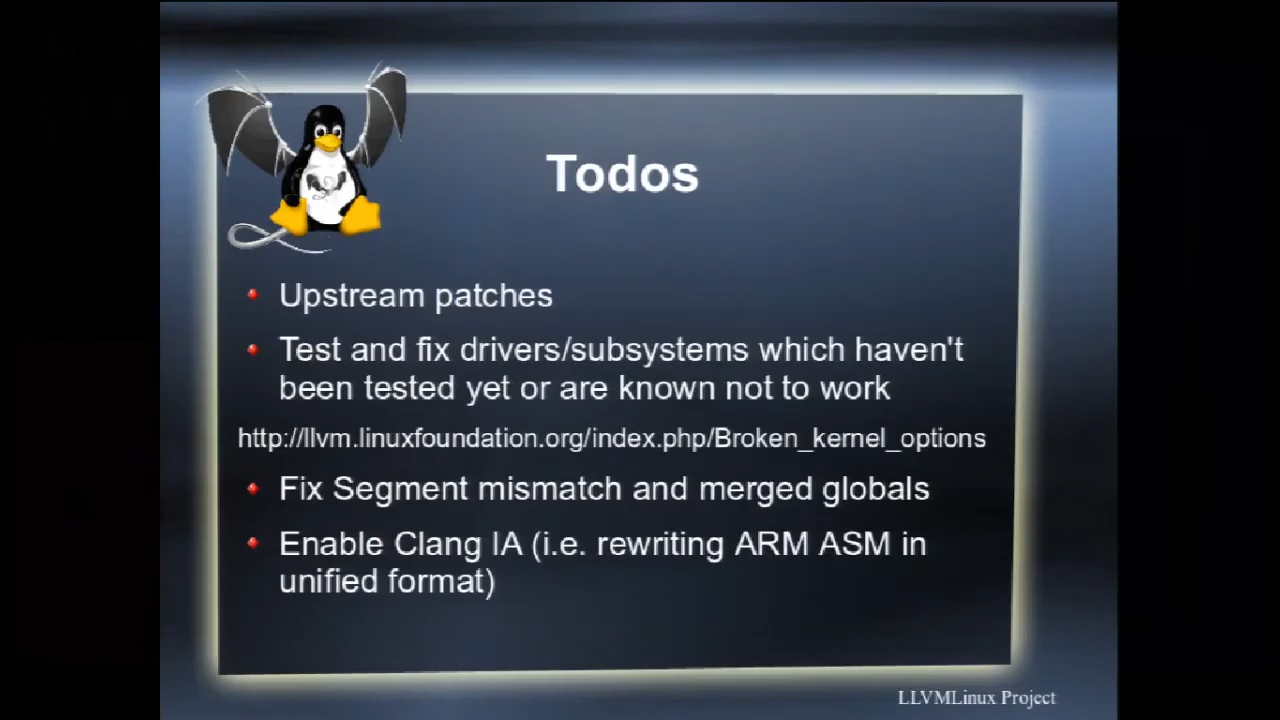 Todos
Upstream patches
Test and fix drivers/subsystems which haven't
been tested yet or are known not to work
http://llvm.linuxfoundation.org/index.php/Broken_kernel_options
Fix Segment mismatch and merged globals
Enable Clang IA (i.e. rewriting ARM ASM in
unified format)
LLVMLinux Project